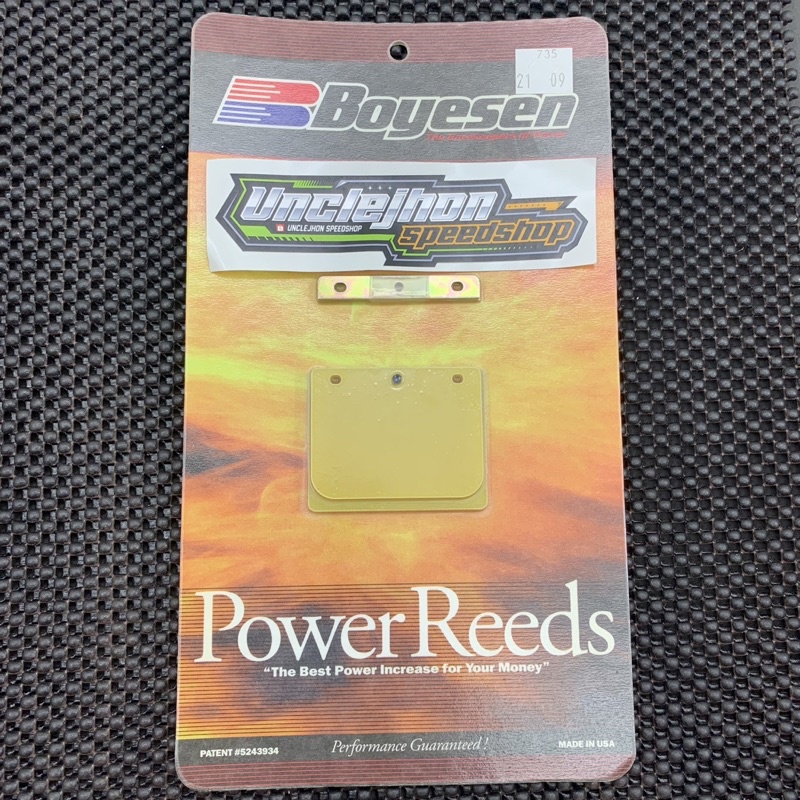 735
21 09
Boyesen
Unclejhon
UNCLEJHON SPEEDSHOP
speedshop
Power Reeds
“The Best Power Increase for Your Money”
PATENT #5243934
Performance Guaranteed !
MADE IN USA